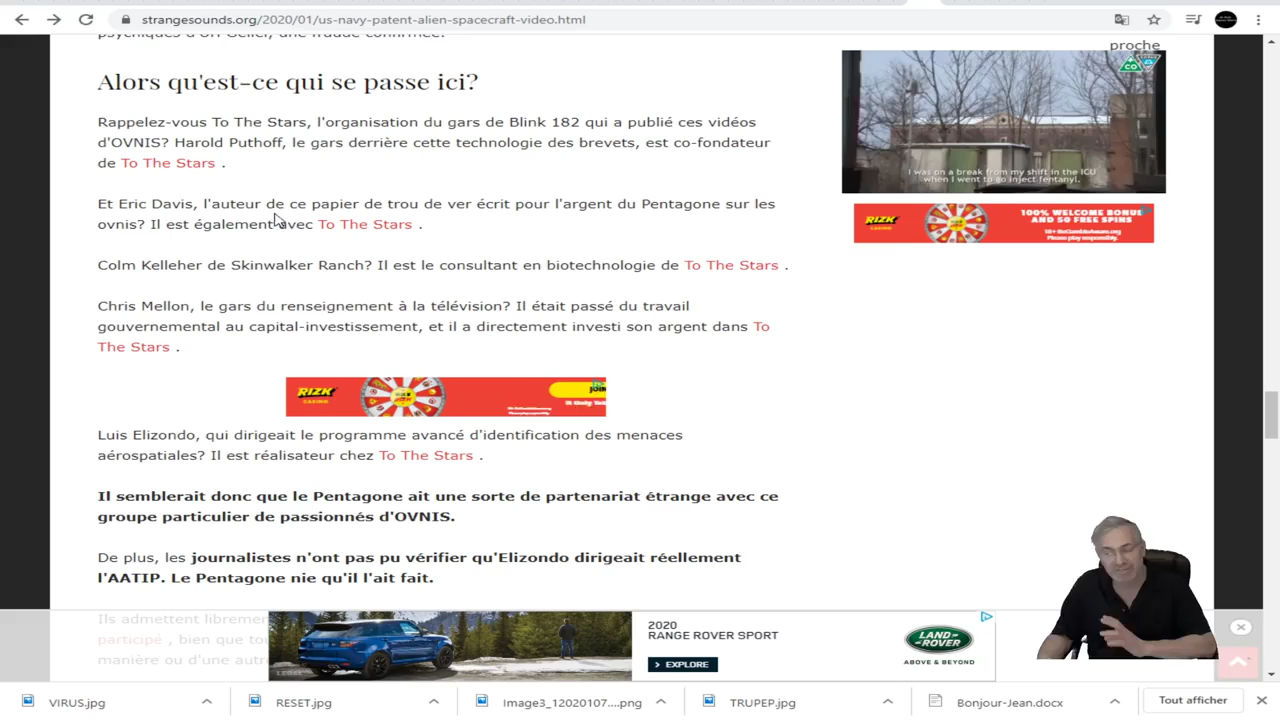 strangesounds.org/2020/01/us-navy-patent-alien-spacecraft-video.html
psychiques d'Uri Geller, une fraude confirmée.
proche
Alors qu'est-ce qui se passe ici?
Rappelez-vous To The Stars, l'organisation du gars de Blink 182 qui a publié ces vidéos
d'OVNIS? Harold Puthoff, le gars derrière cette technologie des brevets, est co-fondateur
de To The Stars .
Et Eric Davis, l'auteur de ce papier de trou de ver écrit pour l'argent du Pentagone sur les
ovnis? Il est également avec To The Stars .
Colm Kelleher de Skinwalker Ranch? Il est le consultant en biotechnologie de To The Stars .
Chris Mellon, le gars du renseignement à la télévision? Il était passé du travail
gouvernemental au capital-investissement, et il a directement investi son argent dans To
The Stars .
RIZK
CASINO
JOIN
Luis Elizondo, qui dirigeait le programme avancé d'identification des menaces
aérospatiales? Il est réalisateur chez To The Stars .
Il semblerait donc que le Pentagone ait une sorte de partenariat étrange avec ce
groupe particulier de passionnés d'OVNIS.
De plus, les journalistes n'ont pas pu vérifier qu'Elizondo dirigeait réellement
l'AATIP. Le Pentagone nie qu'il l'ait fait.
Ils admettent librement
participé , bien que
manière ou d'une autr
CO
I was on a break from my shift in the ICU
when I went to go inject fentanyl.
RIZK
CASINO
100% WELCOME BONUS
AND 50 FREE SPINS
18+ BeGambleAware.org
Please play responsibly.
2020
RANGE ROVER SPORT
> EXPLORE
LAND-
ROVER
ABOVE & BEYOND
VIRUS.jpg
RESET.jpg
Image3_12020107....png
TRUPEP.jpg
Bonjour-Jean.docx
Tout afficher